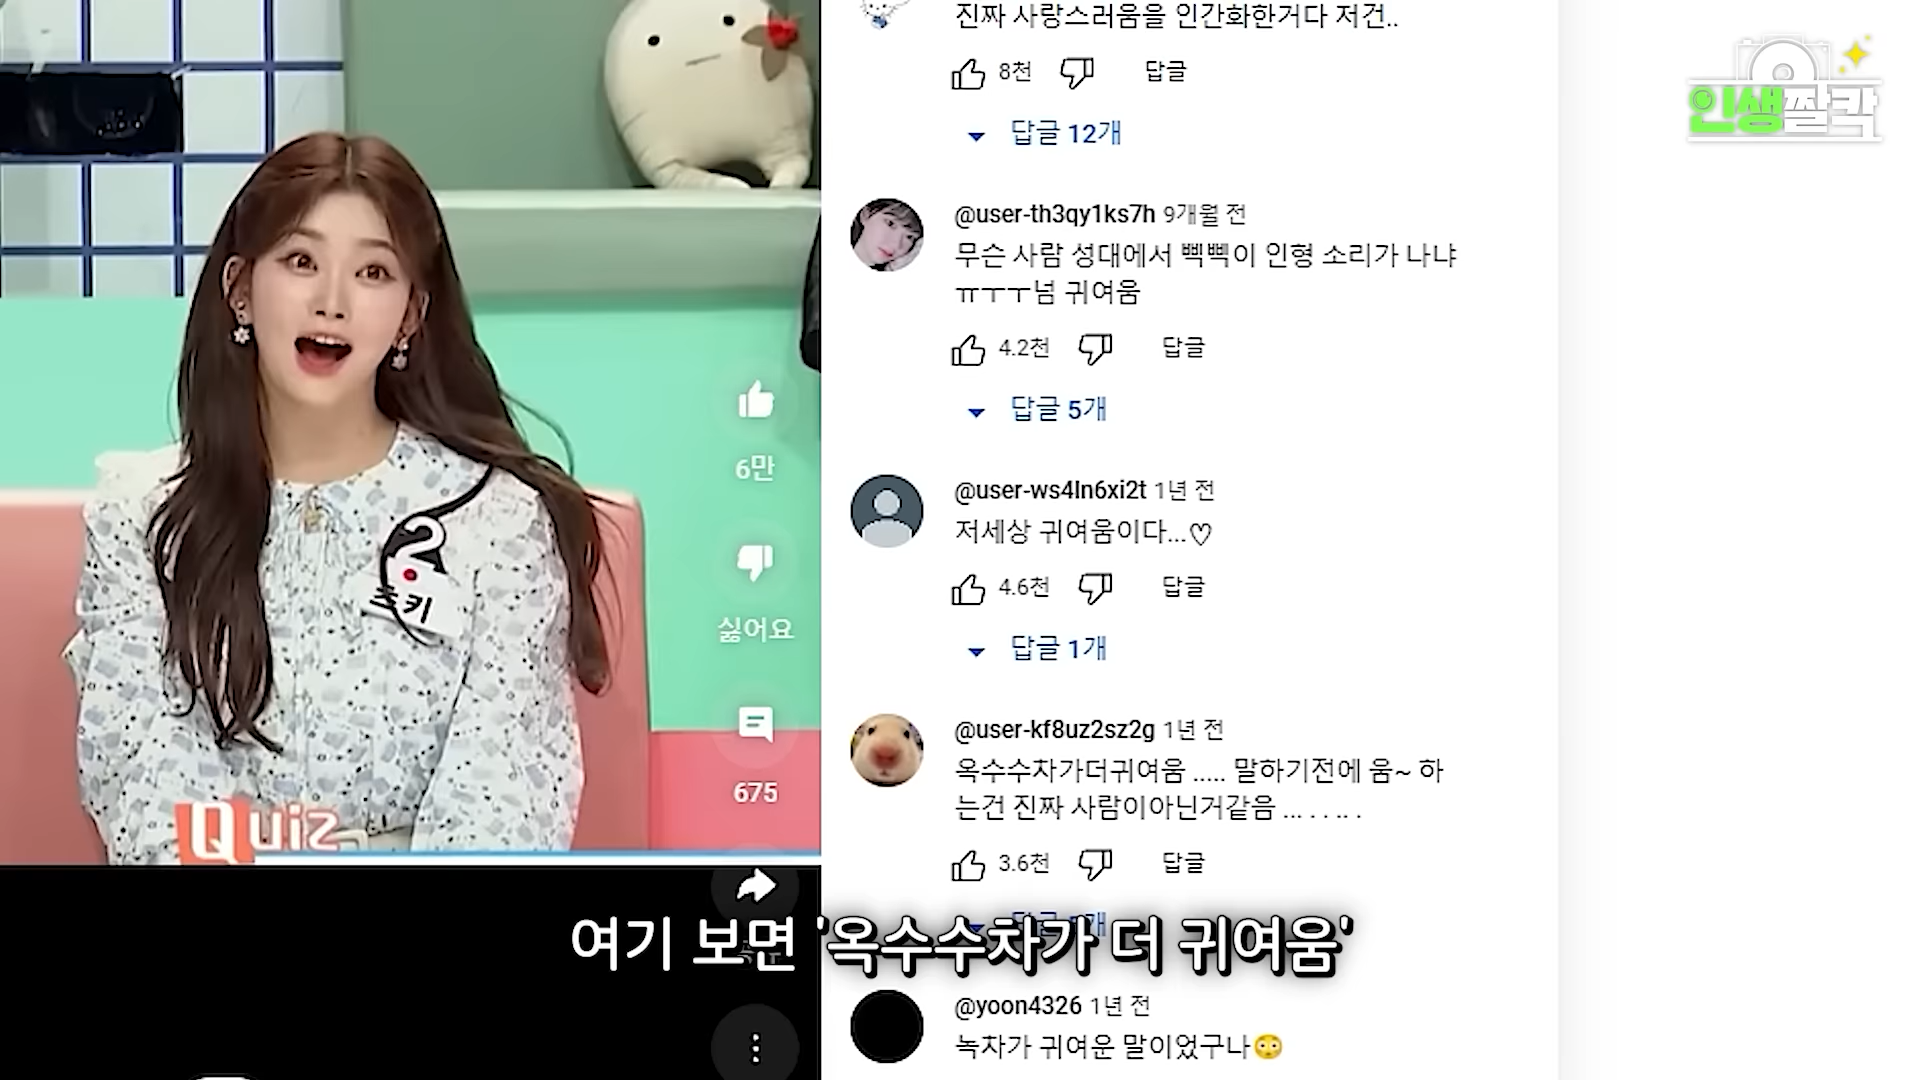 진짜 사랑스러움을 인간화한거다 저건..
8천 답글
답글 12개
인생짤칵
@user-th3qy1ks7h 9개월 전
무슨 사람 성대에서 삑삑이 인형 소리가 나냐
ㅠㅜㅜ넘 귀여움
4.2천 답글
답글 5개
6만
@user-ws4ln6xi2t 1년 전
저세상 귀여움이다...♡
4.6천 답글
답글 1개
2
츠키
싫어요
@user-kf8uz2sz2g 1년 전
옥수수차가더귀여움 ..... 말하기전에 움~ 하
는건 진짜 사람이아닌거같음 ... . . .. .
3.6천 답글
675
Quiz
여기 보면 '옥수수차가 더 귀여움'
@yoon4326 1년 전
녹차가 귀여운 말이었구나😳